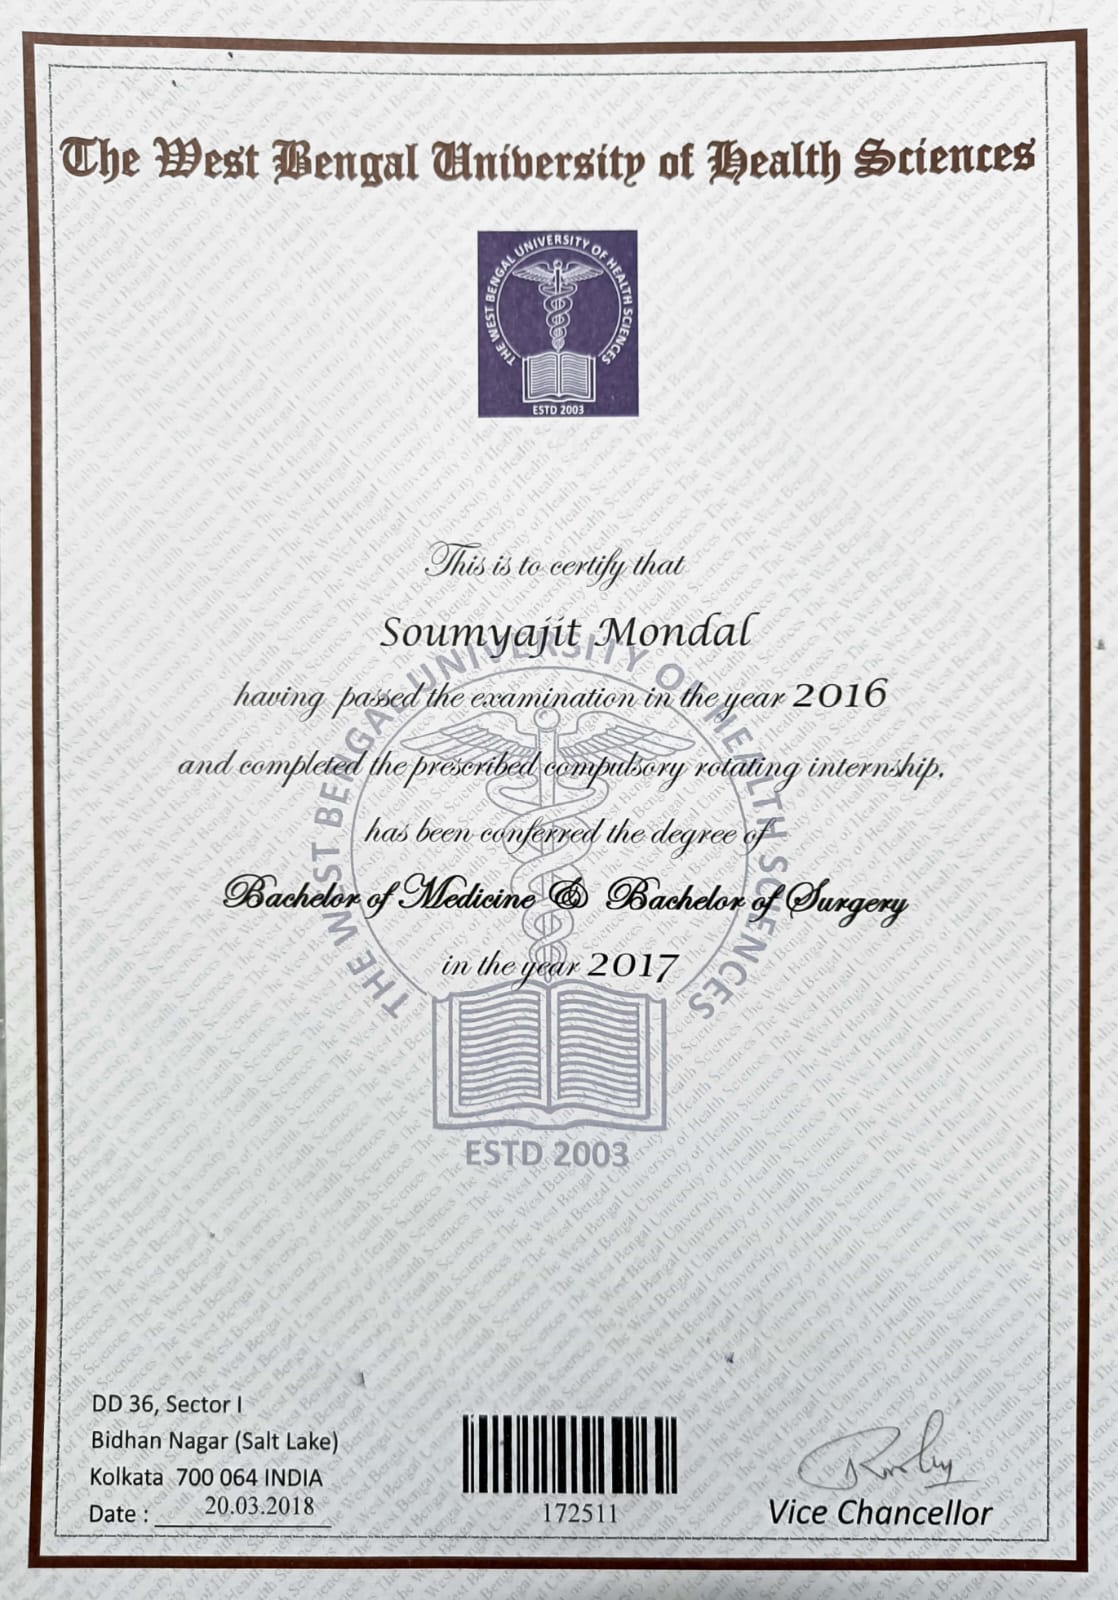 The West Bengal University of Health Sciences
THE WEST BENGAL UNIVERSITY OF HEALTH SCIENCES
ESTD 2003
This is to certify that
Soumyajit Mondal
having passed the examination in the year 2016
and completed the prescribed compulsory rotating internship,
has been conferred the degree of
Bachelor of Medicine & Bachelor of Surgery
in the year 2017
THE WEST BENGAL UNIVERSITY OF HEALTH SCIENCES
ESTD 2003
DD 36, Sector I
Bidhan Nagar (Salt Lake)
Kolkata 700 064 INDIA
Date : 20.03.2018
172511
Vice Chancellor